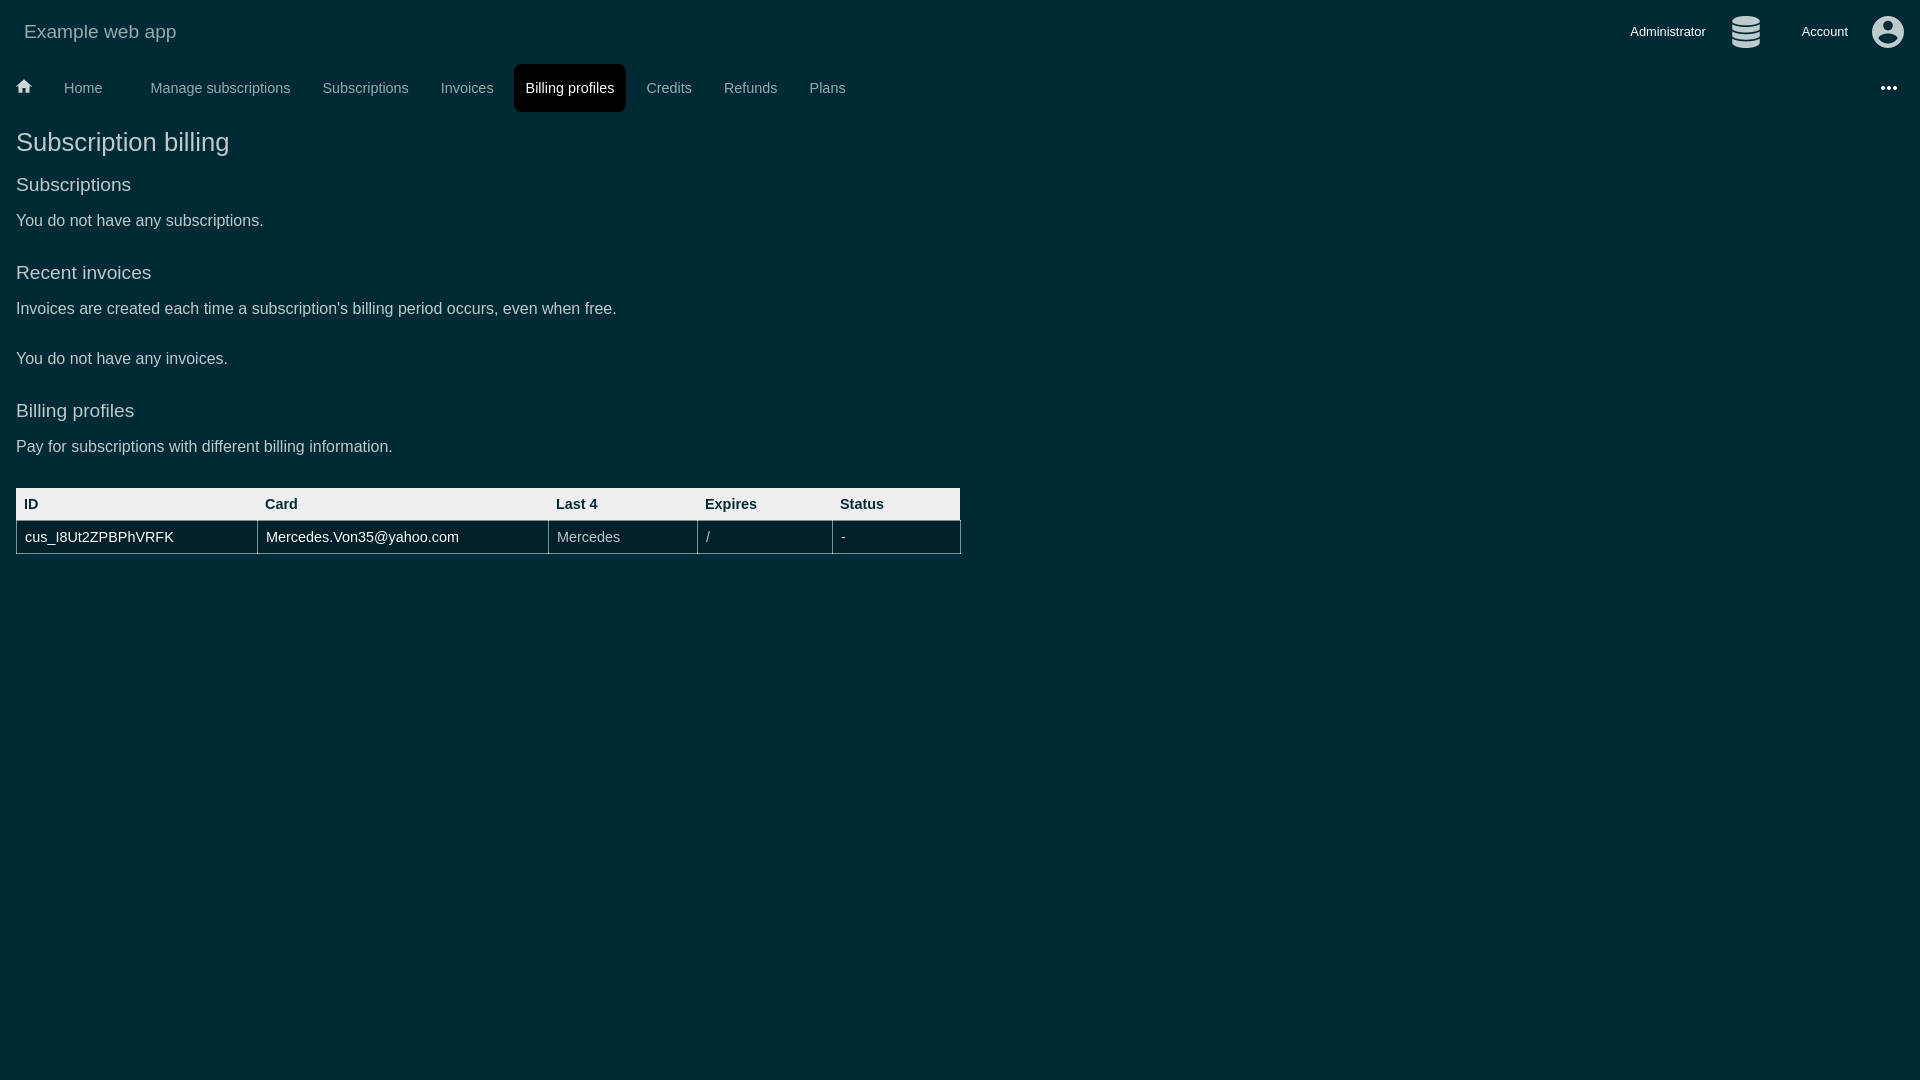 Example web app
Administrator
Account
Home
Manage subscriptions
Subscriptions
Invoices
Billing profiles
Credits
Refunds
Plans
Subscription billing
Subscriptions
You do not have any subscriptions.
Recent invoices
Invoices are created each time a subscription's billing period occurs, even when free.
You do not have any invoices.
Billing profiles
Pay for subscriptions with different billing information.
ID Card Last 4 Expires Status
cus_I8Ut2ZPBPhVRFK Mercedes.Von35@yahoo.com Mercedes / -